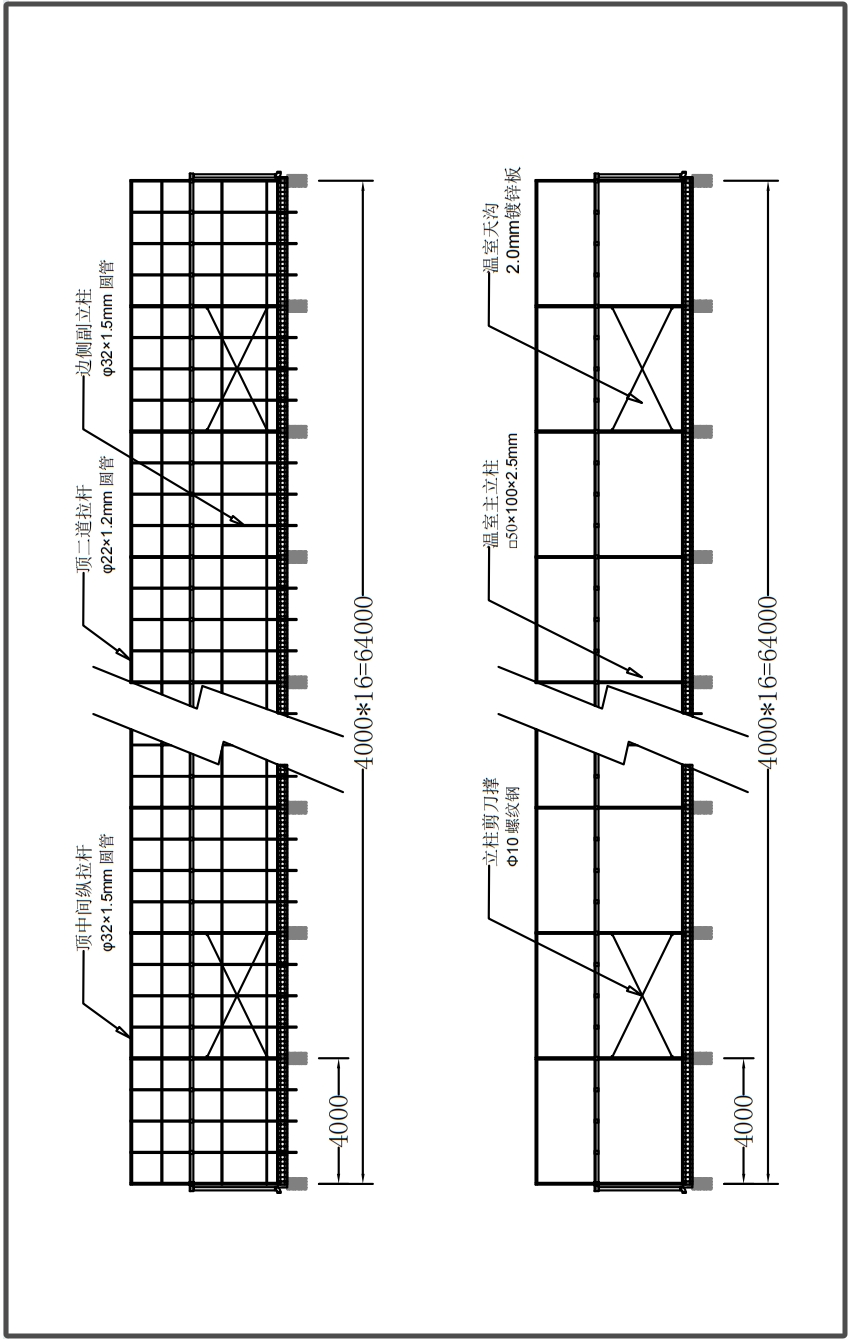 顶中间纵拉杆
φ32×1.5mm 圆管
顶二道拉杆
φ22×1.2mm 圆管
边侧副立柱
φ32×1.5mm 圆管
4000
4000*16=64000
立柱剪刀撑
Φ10 螺纹钢
温室主立柱
□50×100×2.5mm
温室天沟
2.0mm镀锌板
4000
4000*16=64000